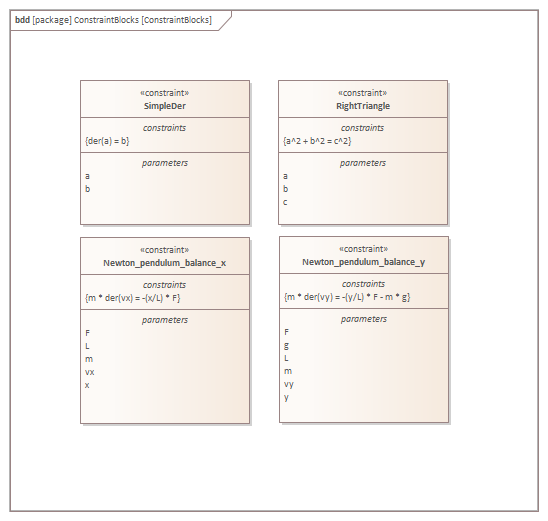 bdd [package] ConstraintBlocks [ConstraintBlocks]
«constraint»
SimpleDer
constraints
{der(a) = b}
parameters
a
b
«constraint»
RightTriangle
constraints
{a^2 + b^2 = c^2}
parameters
a
b
c
«constraint»
Newton_pendulum_balance_x
constraints
{m * der(vx) = -(x/L) * F}
parameters
F
L
m
vx
x
«constraint»
Newton_pendulum_balance_y
constraints
{m * der(vy) = -(y/L) * F - m * g}
parameters
F
g
L
m
vy
y